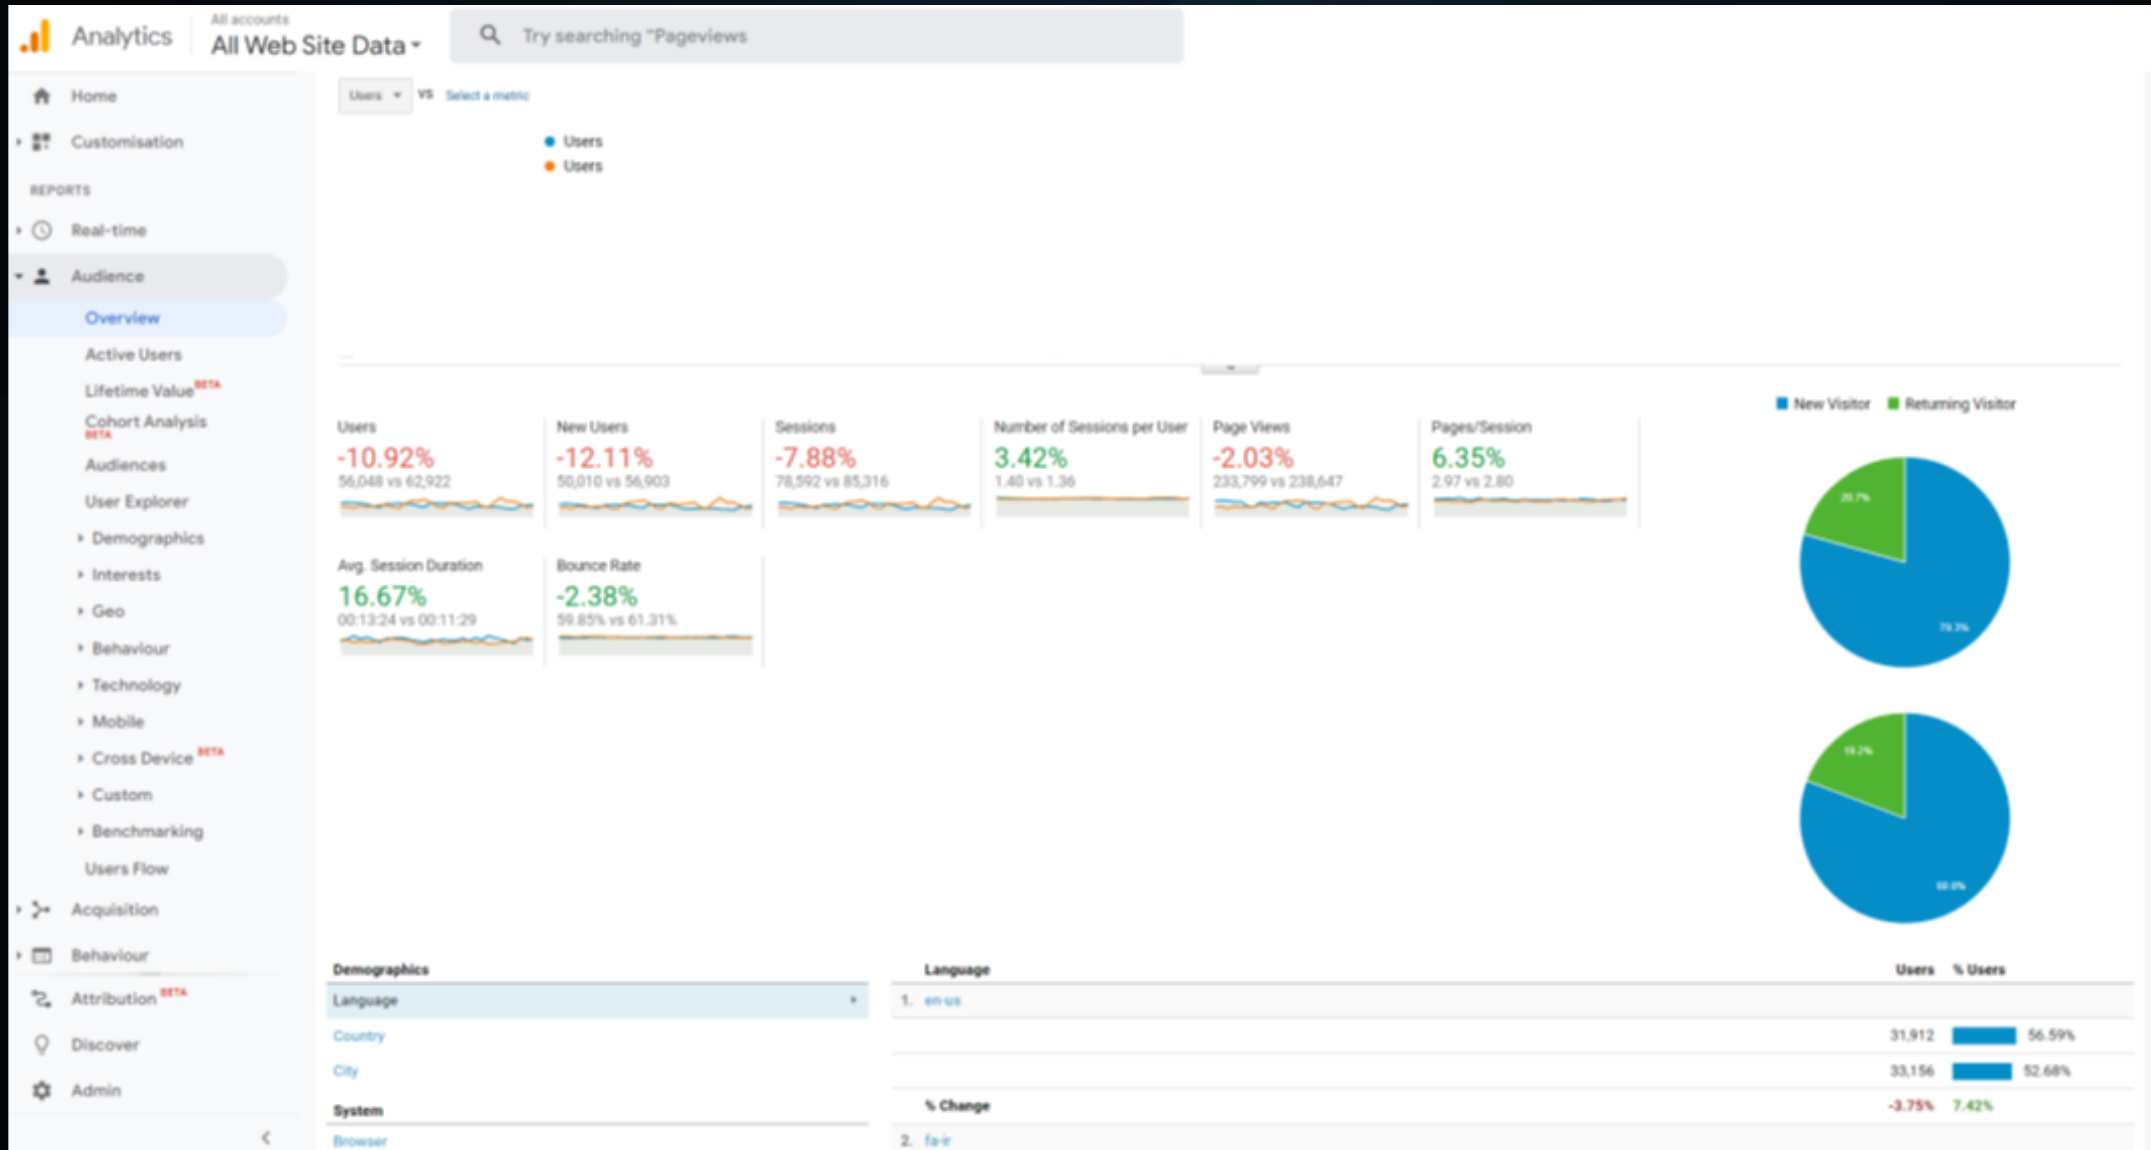 Analytics
All accounts
All Web Site Data
Try searching "Pageviews
Home
Customisation
REPORTS
Real-time
Audience
Overview
Active Users
Lifetime Value BETA
Cohort Analysis
BETA
Audiences
User Explorer
Demographics
Interests
Geo
Behaviour
Technology
Mobile
Cross Device BETA
Custom
Benchmarking
Users Flow
Acquisition
Behaviour
Attribution BETA
Discover
Admin
Users VS Select a metric
Users
Users
New Visitor Returning Visitor
Users
-10.92%
56,048 vs 62,922
New Users
-12.11%
50,010 vs 56,903
Sessions
-7.88%
78,592 vs 85,316
Number of Sessions per User
3.42%
1.40 vs 1.36
Page Views
-2.03%
233,799 vs 238,647
Pages/Session
6.35%
2.97 vs 2.80
Avg. Session Duration
16.67%
00:13:24 vs 00:11:29
Bounce Rate
-2.38%
59.85% vs 61.31%
20.7%
79.3%
19.2%
Demographics
Language
Country
City
System
Browser
Language Users % Users
1. en-us
31,912 56.59%
33,156 52.68%
% Change -3.75% 7.42%
2. fa-ir